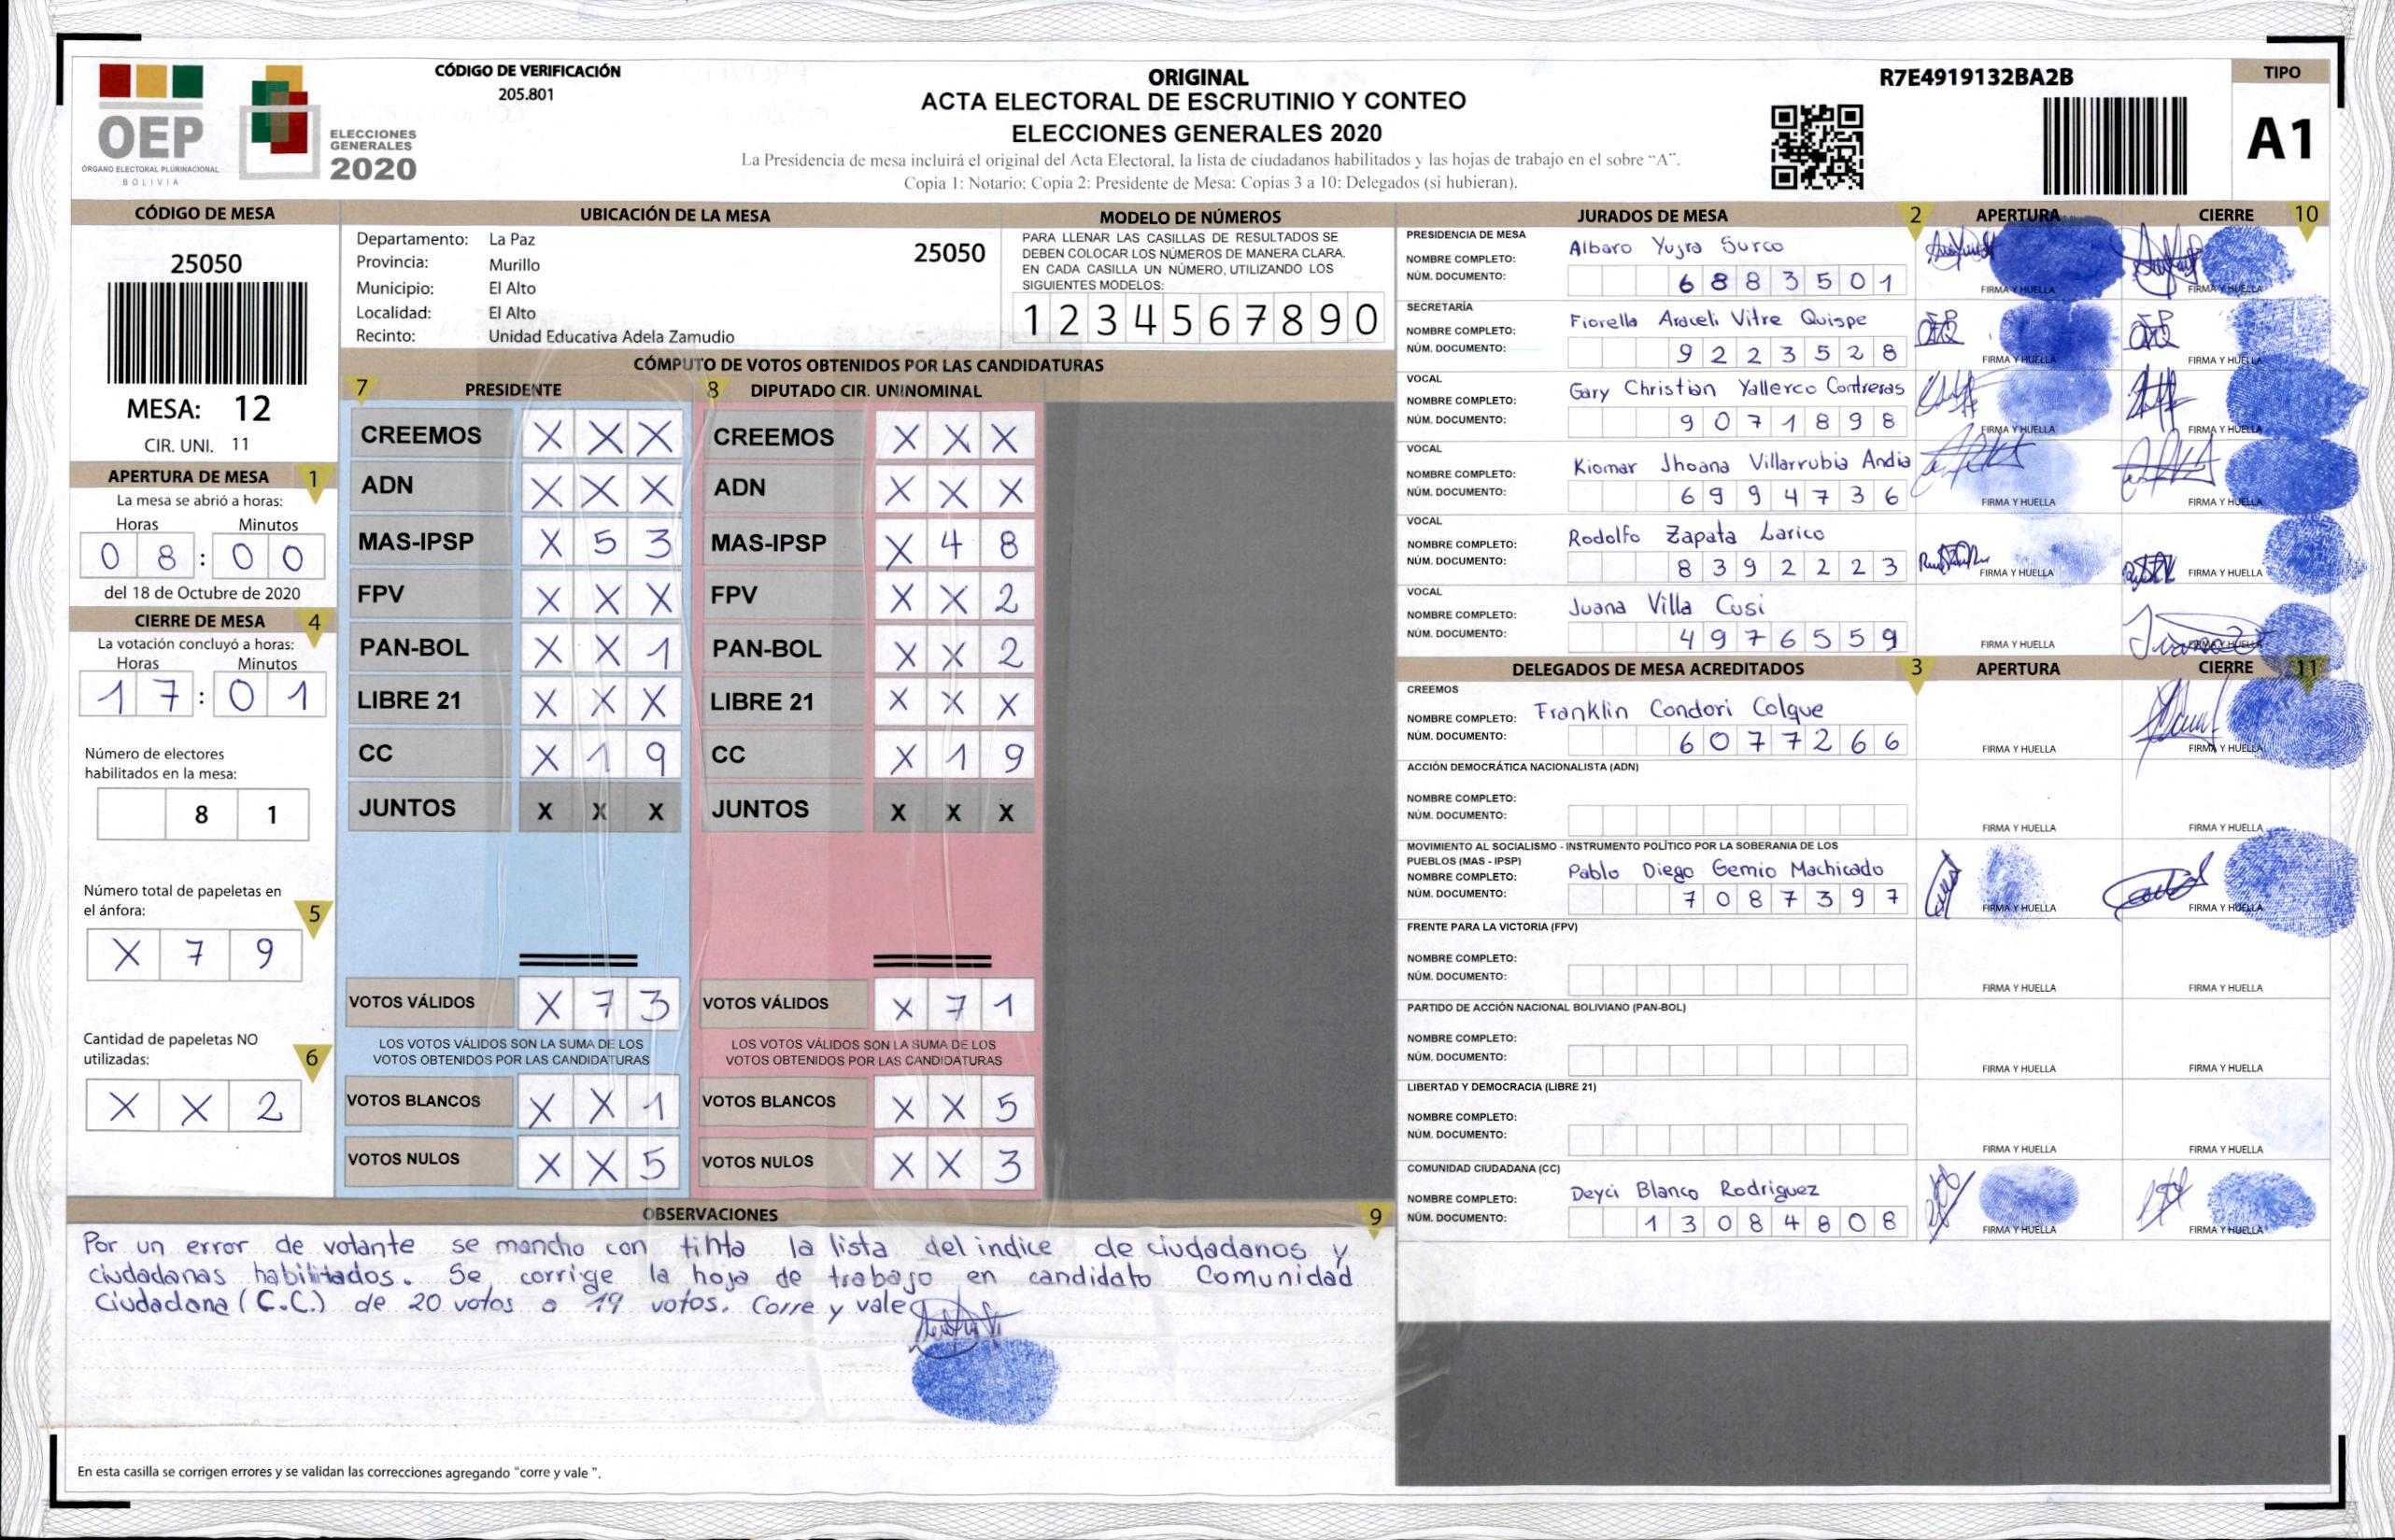 CÓDIGO DE VERIFICACIÓN
205.801
OEP
ÓRGANO ELECTORAL PLURINACIONAL
BOLIVIA
ELECCIONES
GENERALES
2020
ORIGINAL
ACTA ELECTORAL DE ESCRUTINIO Y CONTEO
ELECCIONES GENERALES 2020
La Presidencia de mesa incluirá el original del Acta Electoral, la lista de ciudadanos habilitados y las hojas de trabajo en el sobre "A".
Copia 1: Notario; Copia 2: Presidente de Mesa; Copias 3 a 10: Delegados (si hubieran).
R7E4919132BA2B
TIPO
A1
CÓDIGO DE MESA
25050
MESA: 12
CIR. UNI. 11
APERTURA DE MESA 1
La mesa se abrió a horas:
Horas Minutos
0 8 : 0 0
del 18 de Octubre de 2020
CIERRE DE MESA 4
La votación concluyó a horas:
Horas Minutos
1 7 : 0 1
Número de electores
habilitados en la mesa:
8 1
Número total de papeletas en
el ánfora: 5
X 7 9
Cantidad de papeletas NO
utilizadas: 6
X X 2
UBICACIÓN DE LA MESA
Departamento: La Paz 25050
Provincia: Murillo
Municipio: El Alto
Localidad: El Alto
Recinto: Unidad Educativa Adela Zamudio
MODELO DE NÚMEROS
PARA LLENAR LAS CASILLAS DE RESULTADOS SE
DEBEN COLOCAR LOS NÚMEROS DE MANERA CLARA.
EN CADA CASILLA UN NÚMERO, UTILIZANDO LOS
SIGUIENTES MODELOS:
1 2 3 4 5 6 7 8 9 0
CÓMPUTO DE VOTOS OBTENIDOS POR LAS CANDIDATURAS
7 PRESIDENTE 8 DIPUTADO CIR. UNINOMINAL
CREEMOS X X X CREEMOS X X X
ADN X X X ADN X X X
MAS-IPSP X 5 3 MAS-IPSP X 4 8
FPV X X X FPV X X 2
PAN-BOL X X 1 PAN-BOL X X 2
LIBRE 21 X X X LIBRE 21 X X X
CC X 1 9 CC X 1 9
JUNTOS X X X JUNTOS X X X
VOTOS VÁLIDOS X 7 3 VOTOS VÁLIDOS X 7 1
LOS VOTOS VÁLIDOS SON LA SUMA DE LOS LOS VOTOS VÁLIDOS SON LA SUMA DE LOS
VOTOS OBTENIDOS POR LAS CANDIDATURAS VOTOS OBTENIDOS POR LAS CANDIDATURAS
VOTOS BLANCOS X X 1 VOTOS BLANCOS X X 5
VOTOS NULOS X X 5 VOTOS NULOS X X 3
OBSERVACIONES 9
Por un error de votante se mancho con tinta la lista del indice de ciudadanos y
ciudadanas habilitados. Se corrige la hoja de trabajo en candidato Comunidad
Ciudadana (C.C.) de 20 votos a 19 votos. Corre y vale
En esta casilla se corrigen errores y se validan las correcciones agregando "corre y vale ".
JURADOS DE MESA 2 APERTURA CIERRE 10
PRESIDENCIA DE MESA
NOMBRE COMPLETO: Albaro Yujra Surco
NÚM. DOCUMENTO: 6 8 8 3 5 0 1 FIRMA Y HUELLA FIRMA Y HUELLA
SECRETARÍA
NOMBRE COMPLETO: Fiorella Araceli Vitre Quispe
NÚM. DOCUMENTO: 9 2 2 3 5 2 8 FIRMA Y HUELLA FIRMA Y HUELLA
VOCAL
NOMBRE COMPLETO: Gary Christian Yallerco Contreras
NÚM. DOCUMENTO: 9 0 7 1 8 9 8 FIRMA Y HUELLA FIRMA Y HUELLA
VOCAL
NOMBRE COMPLETO: Kiomar Jhoana Villarrubia Andia
NÚM. DOCUMENTO: 6 9 9 4 7 3 6 FIRMA Y HUELLA FIRMA Y HUELLA
VOCAL
NOMBRE COMPLETO: Rodolfo Zapata Larico
NÚM. DOCUMENTO: 8 3 9 2 2 2 3 FIRMA Y HUELLA FIRMA Y HUELLA
VOCAL
NOMBRE COMPLETO: Juana Villa Cusi
NÚM. DOCUMENTO: 4 9 7 6 5 5 9 FIRMA Y HUELLA FIRMA Y HUELLA
DELEGADOS DE MESA ACREDITADOS 3 APERTURA CIERRE 11
CREEMOS
NOMBRE COMPLETO: Franklin Condori Colque
NÚM. DOCUMENTO: 6 0 7 7 2 6 6 FIRMA Y HUELLA FIRMA Y HUELLA
ACCIÓN DEMOCRÁTICA NACIONALISTA (ADN)
NOMBRE COMPLETO:
NÚM. DOCUMENTO: FIRMA Y HUELLA FIRMA Y HUELLA
MOVIMIENTO AL SOCIALISMO - INSTRUMENTO POLÍTICO POR LA SOBERANIA DE LOS
PUEBLOS (MAS - IPSP)
NOMBRE COMPLETO: Pablo Diego Gemio Machicado
NÚM. DOCUMENTO: 7 0 8 7 3 9 7 FIRMA Y HUELLA FIRMA Y HUELLA
FRENTE PARA LA VICTORIA (FPV)
NOMBRE COMPLETO:
NÚM. DOCUMENTO: FIRMA Y HUELLA FIRMA Y HUELLA
PARTIDO DE ACCIÓN NACIONAL BOLIVIANO (PAN-BOL)
NOMBRE COMPLETO:
NÚM. DOCUMENTO: FIRMA Y HUELLA FIRMA Y HUELLA
LIBERTAD Y DEMOCRACIA (LIBRE 21)
NOMBRE COMPLETO:
NÚM. DOCUMENTO: FIRMA Y HUELLA FIRMA Y HUELLA
COMUNIDAD CIUDADANA (CC)
NOMBRE COMPLETO: Deyci Blanco Rodriguez
NÚM. DOCUMENTO: 1 3 0 8 4 8 0 8 FIRMA Y HUELLA FIRMA Y HUELLA